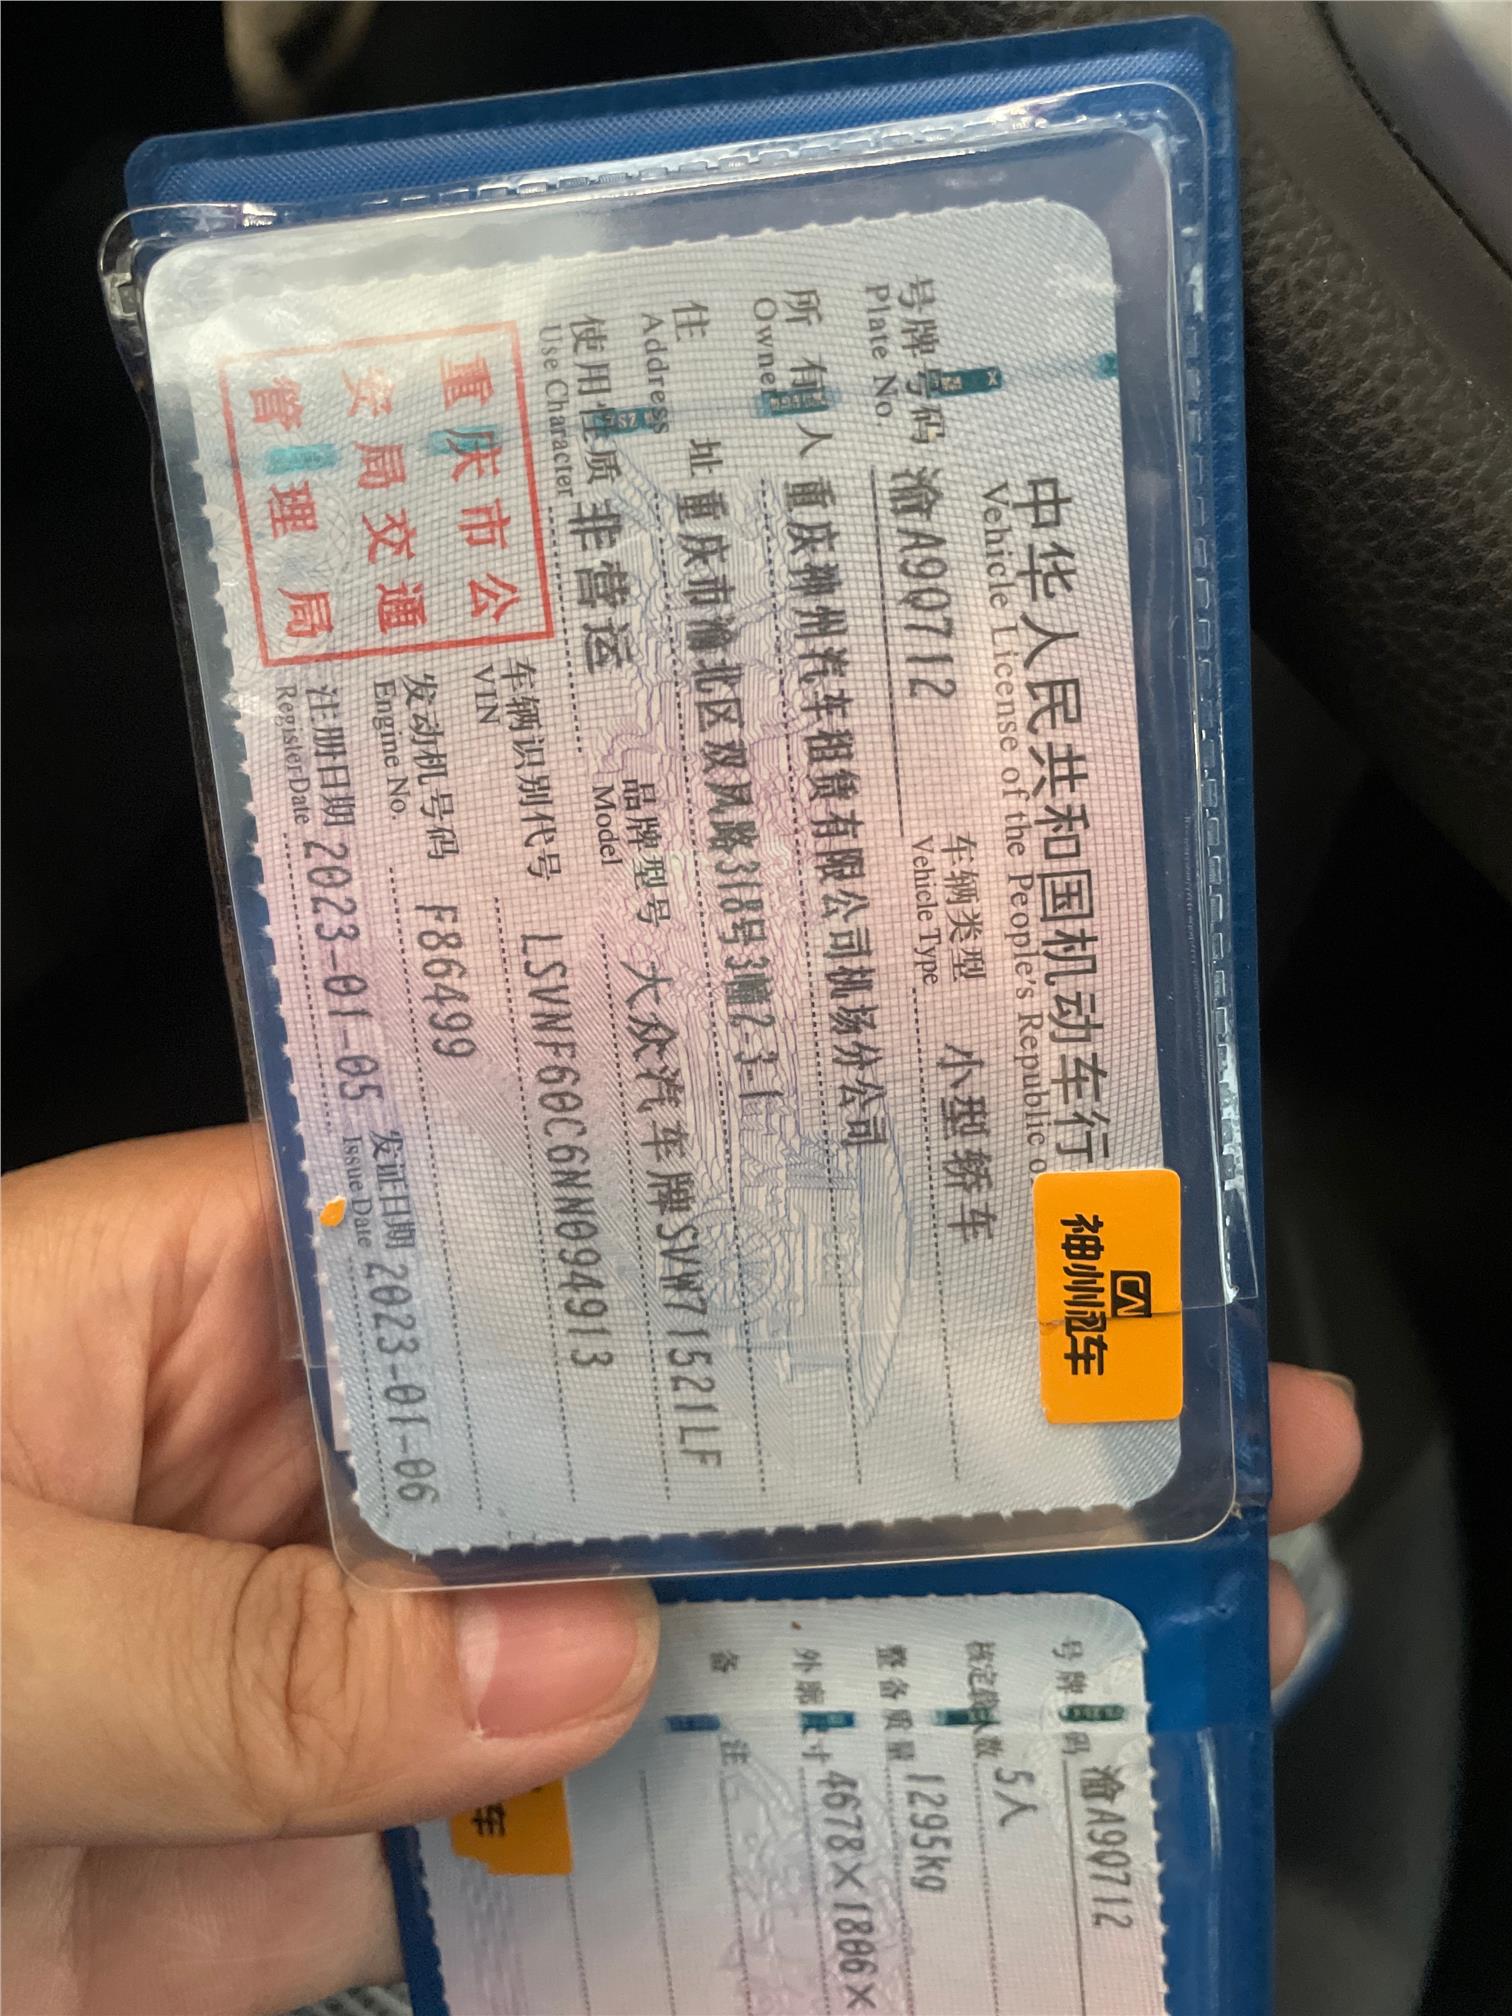 中华人民共和国机动车行
Vehicle License of the People's Republic o
神州租车
号牌号码 渝A9Q712 车辆类型 小型轿车
Plate No. Vehicle Type
所有人 重庆神州汽车租赁有限公司机场分公司
Owner
住址 重庆市渝北区双凤路318号3幢2-3-1
Address
使用性质 非营运 品牌型号 大众汽车牌SVW71521LF
Use Character Model
车辆识别代号 LSVNF60C6NN094913
VIN
发动机号码 F86499
Engine No.
注册日期 2023-01-05 发证日期 2023-01-06
Register Date Issue Date
重庆市公
安局交通
管理局
号牌号码 渝A9Q712
核定载人数 5人
整备质量 1295kg
外廓尺寸 4678×1806×
备注
车